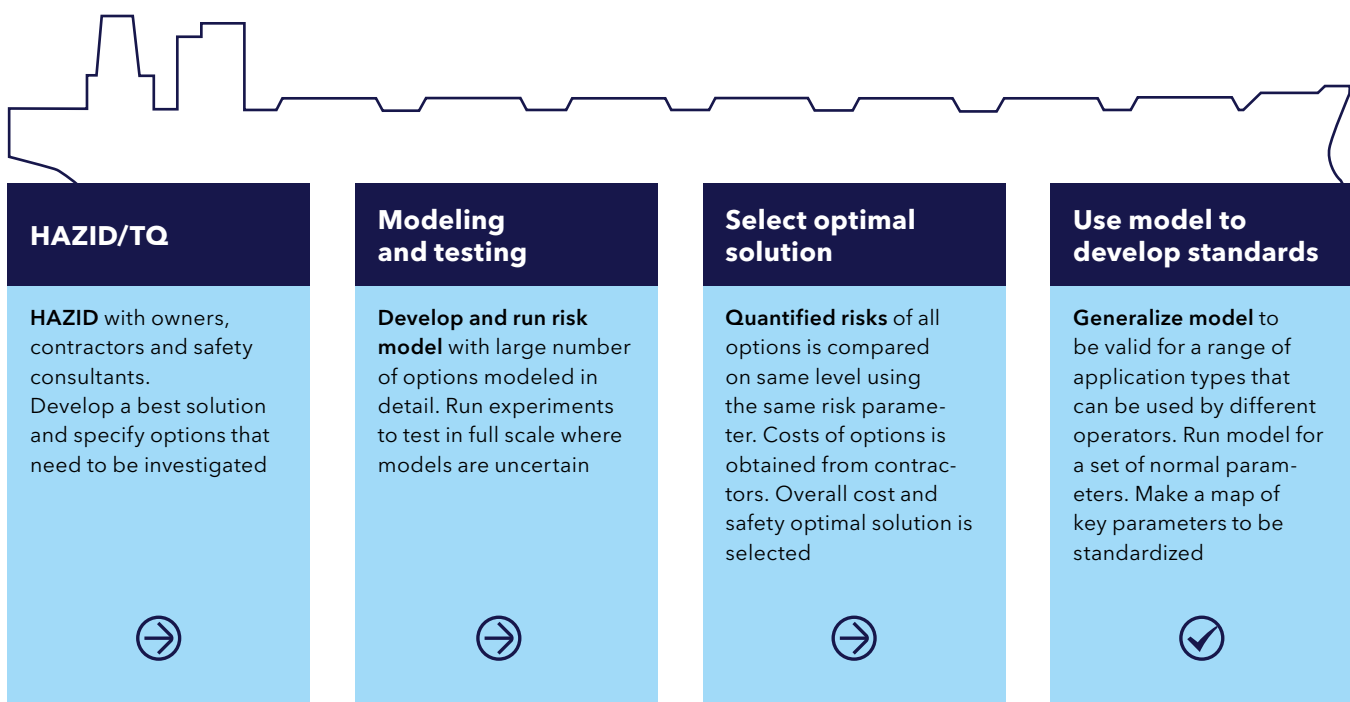 HAZID/TQ
HAZID with owners,
contractors and safety
consultants.
Develop a best solution
and specify options that
need to be investigated
Modeling
and testing
Develop and run risk
model with large number
of options modeled in
detail. Run experiments
to test in full scale where
models are uncertain
Select optimal
solution
Quantified risks of all
options is compared
on same level using
the same risk parame-
ter. Costs of options is
obtained from contrac-
tors. Overall cost and
safety optimal solution is
selected
Use model to
develop standards
Generalize model to
be valid for a range of
application types that
can be used by different
operators. Run model for
a set of normal param-
eters. Make a map of
key parameters to be
standardized